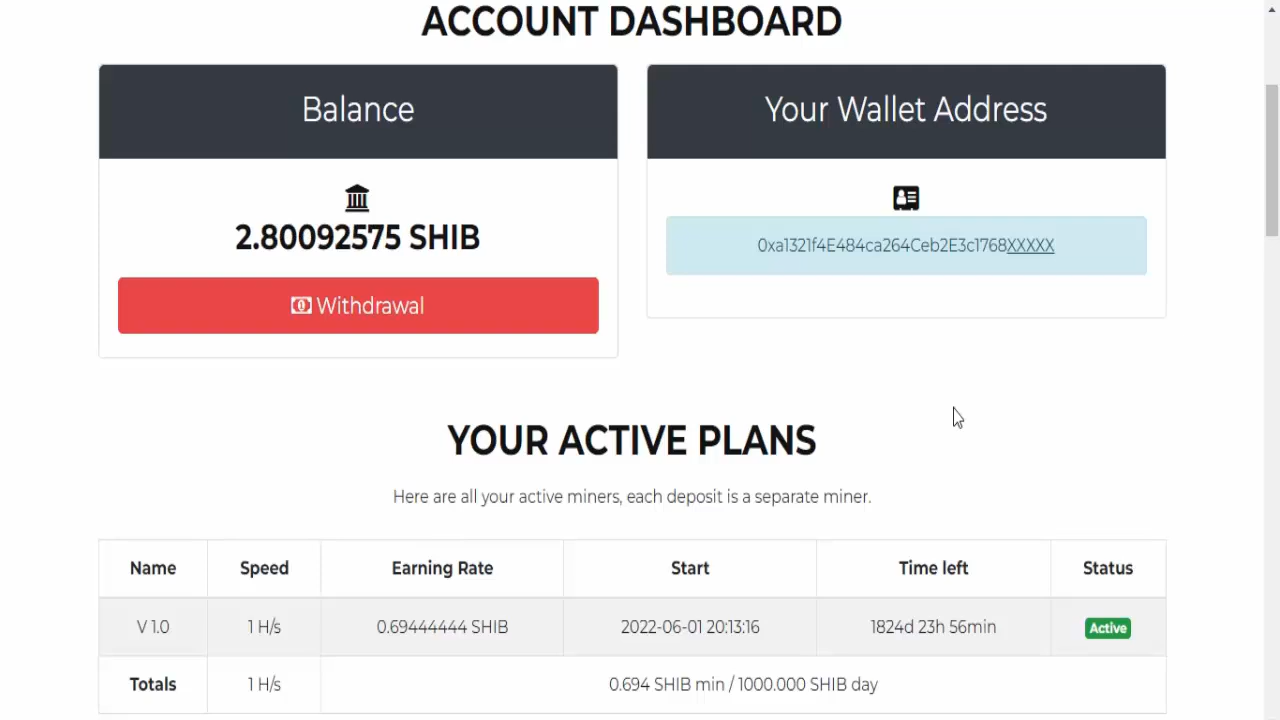 ACCOUNT DASHBOARD
Balance
2.80092575 SHIB
Withdrawal
Your Wallet Address
0xa1321f4E484ca264Ceb2E3c1768XXXXX
YOUR ACTIVE PLANS
Here are all your active miners, each deposit is a separate miner.
Name Speed Earning Rate Start Time left Status
V 1.0 1 H/s 0.69444444 SHIB 2022-06-01 20:13:16 1824d 23h 56min Active
Totals 1 H/s 0.694 SHIB min / 1000.000 SHIB day